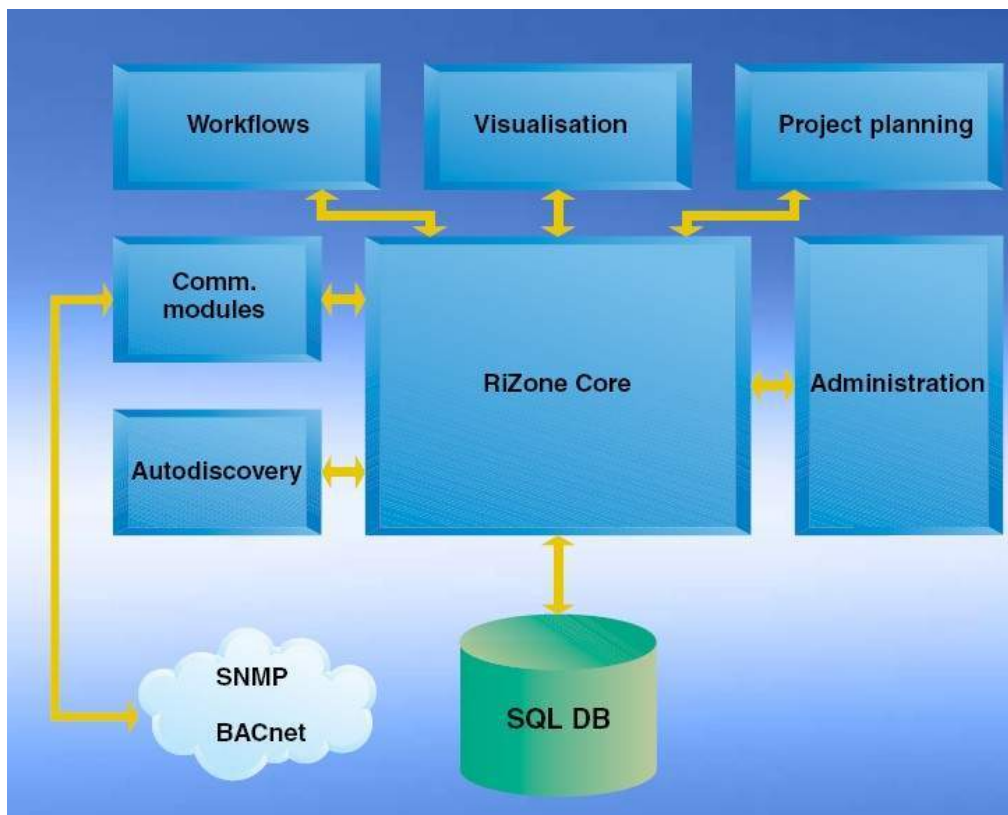 Workflows
Visualisation
Project planning
Comm.
modules
RiZone Core
Administration
Autodiscovery
SNMP
BACnet
SQL DB